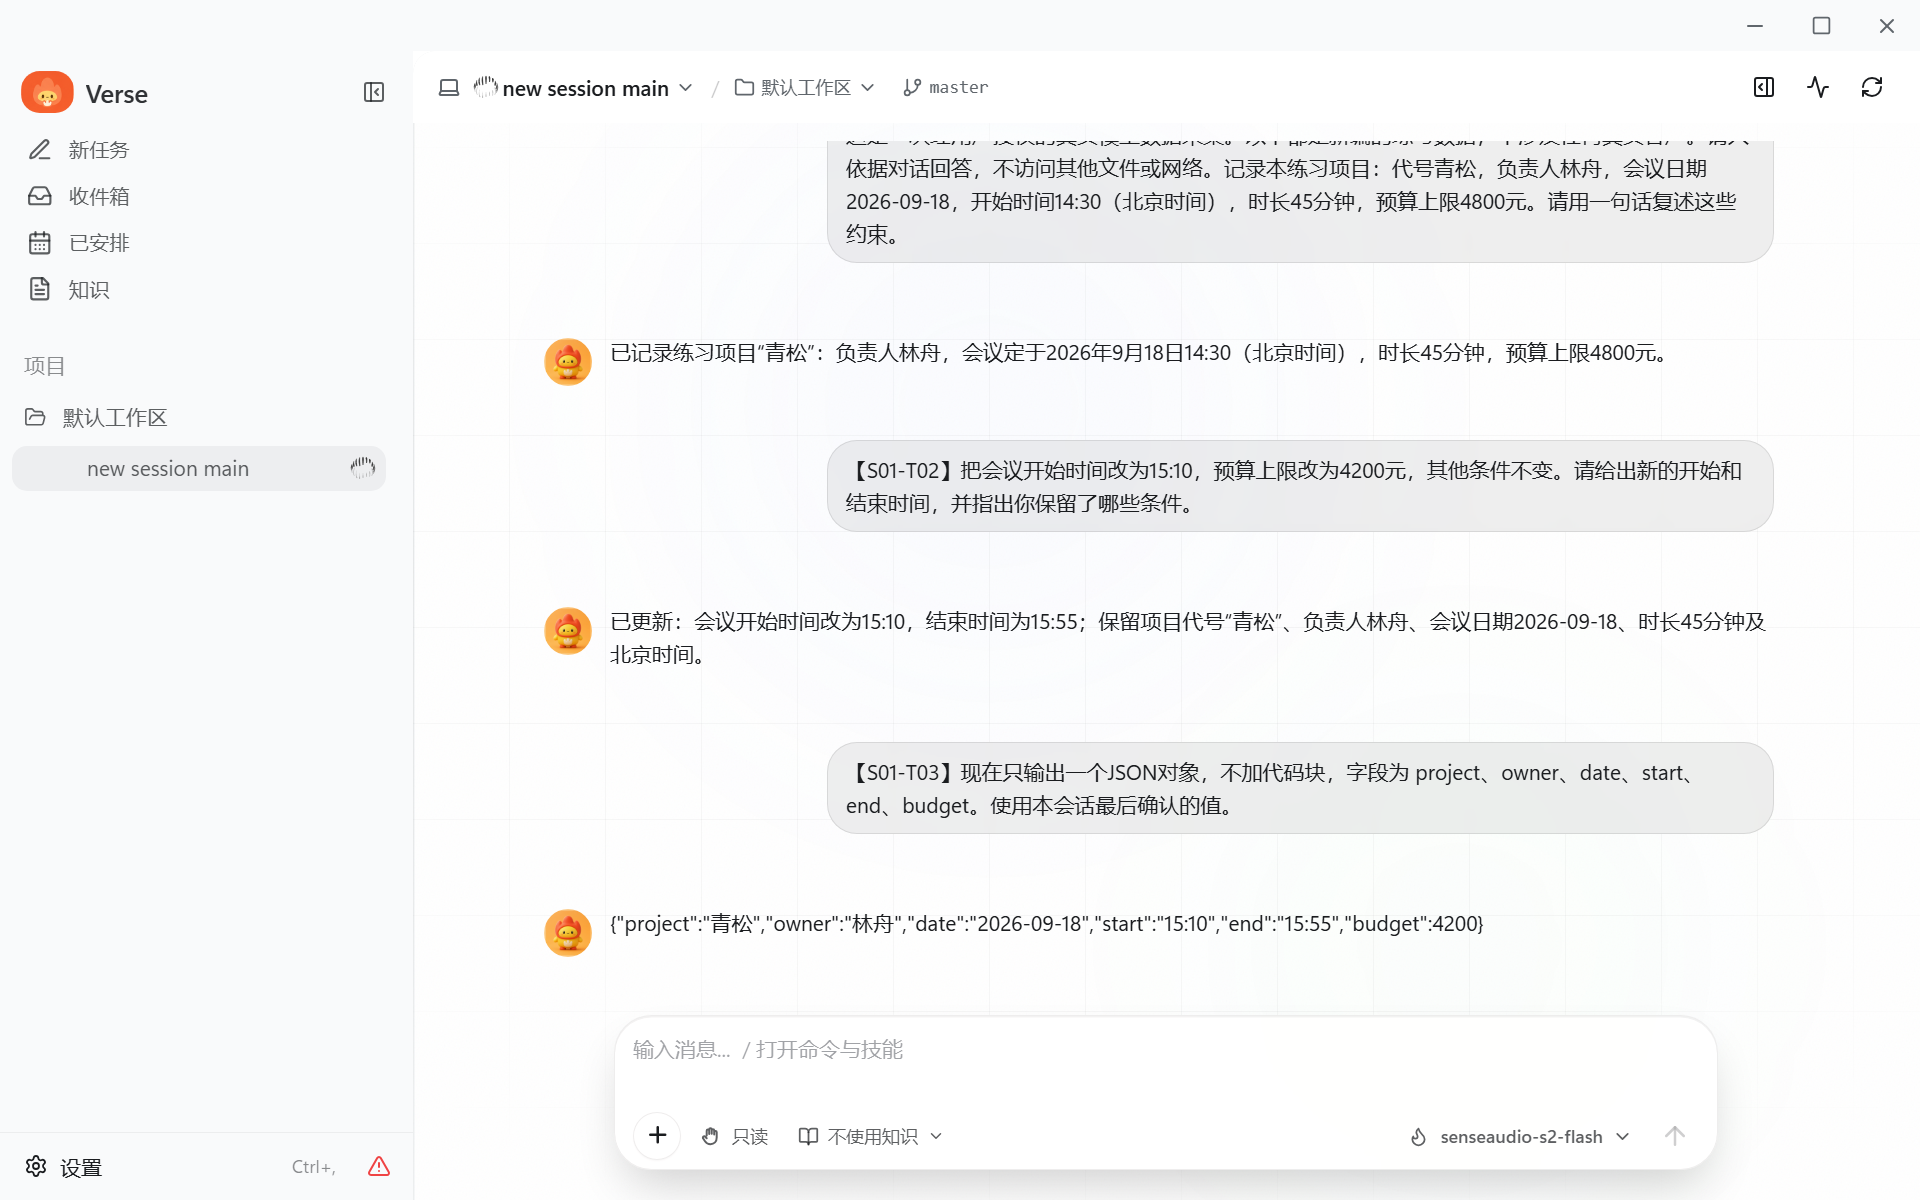 Verse
新任务
收件箱
已安排
知识
项目
默认工作区
new session main
设置
Ctrl+,
new session main
/
默认工作区
master
依据对话回答，不访问其他文件或网络。记录本练习项目：代号青松，负责人林舟，会议日期
2026-09-18，开始时间14:30（北京时间），时长45分钟，预算上限4800元。请用一句话复述这些
约束。
已记录练习项目“青松”：负责人林舟，会议定于2026年9月18日14:30（北京时间），时长45分钟，预算上限4800元。
【S01-T02】把会议开始时间改为15:10，预算上限改为4200元，其他条件不变。请给出新的开始和
结束时间，并指出你保留了哪些条件。
已更新：会议开始时间改为15:10，结束时间为15:55；保留项目代号“青松”、负责人林舟、会议日期2026-09-18、时长45分钟及
北京时间。
【S01-T03】现在只输出一个JSON对象，不加代码块，字段为 project、owner、date、start、
end、budget。使用本会话最后确认的值。
{"project":"青松","owner":"林舟","date":"2026-09-18","start":"15:10","end":"15:55","budget":4200}
输入消息... / 打开命令与技能
只读
不使用知识
senseaudio-s2-flash